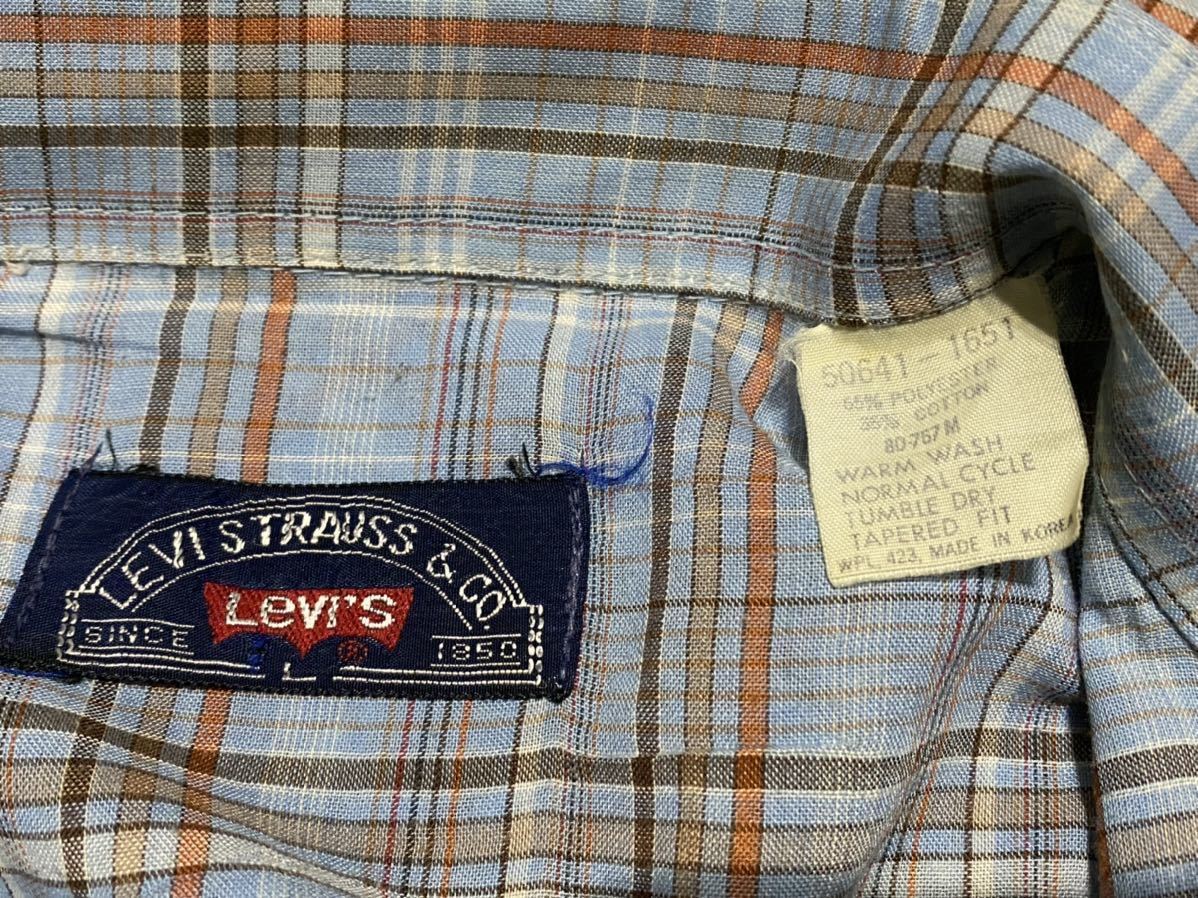 LEVI STRAUSS & CO
Levi's
SINCE 1850
L
50641-1651
65% POLYESTER
35% COTTON
80-767M
WARM WASH
NORMAL CYCLE
TUMBLE DRY
TAPERED FIT
WPL 423, MADE IN KOREA